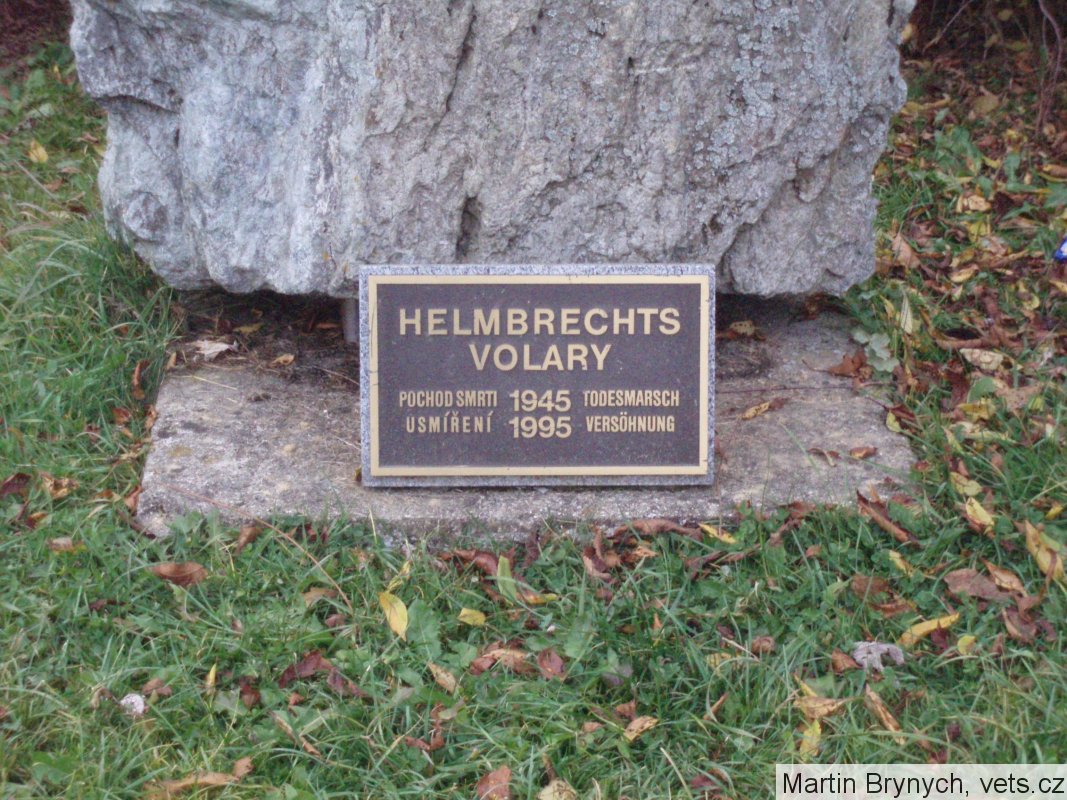 HELMBRECHTS
VOLARY
POCHOD SMRTI 1945 TODESMARSCH
USMÍŘENÍ 1995 VERSÖHNUNG
Martin Brynych, vets.cz